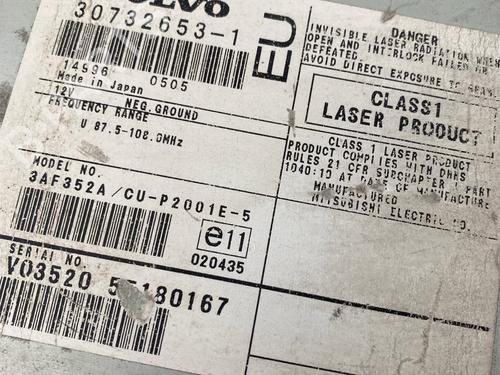 VOLVO
30732653-1
EU
14996 0505
Made in Japan
12V NEG.GROUND
FREQUENCY RANGE
U 87.5-108.0MHz
MODEL NO.
3AF352A/CU-P2001E-5
e11
020435
SERIAL NO.
V03520 180167
DANGER
INVISIBLE LASER RADIATION WHEN
OPEN AND INTERLOCK FAILED OR
DEFEATED.
AVOID DIRECT EXPOSURE TO BEAM
CLASS1
LASER PRODUCT
CLASS 1 LASER PRODUCT
PRODUCT COMPLIES WITH DHHS
RULES 21 CFR SUBCHAPTER J PART
1040:10 AT DATE OF MANUFACTURE
MANUFACTURED
MITSUBISHI ELECTRIC CO.